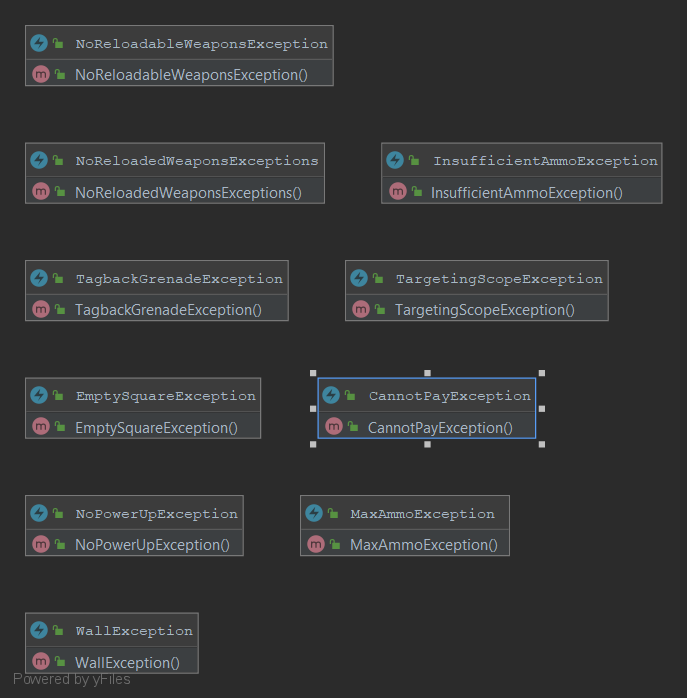 NoReloadableWeaponsException
m NoReloadableWeaponsException()
NoReloadedWeaponsExceptions
m NoReloadedWeaponsExceptions()
InsufficientAmmoException
m InsufficientAmmoException()
TagbackGrenadeException
m TagbackGrenadeException()
TargetingScopeException
m TargetingScopeException()
EmptySquareException
m EmptySquareException()
CannotPayException
m CannotPayException()
NoPowerUpException
m NoPowerUpException()
MaxAmmoException
m MaxAmmoException()
WallException
m WallException()
Powered by yFiles